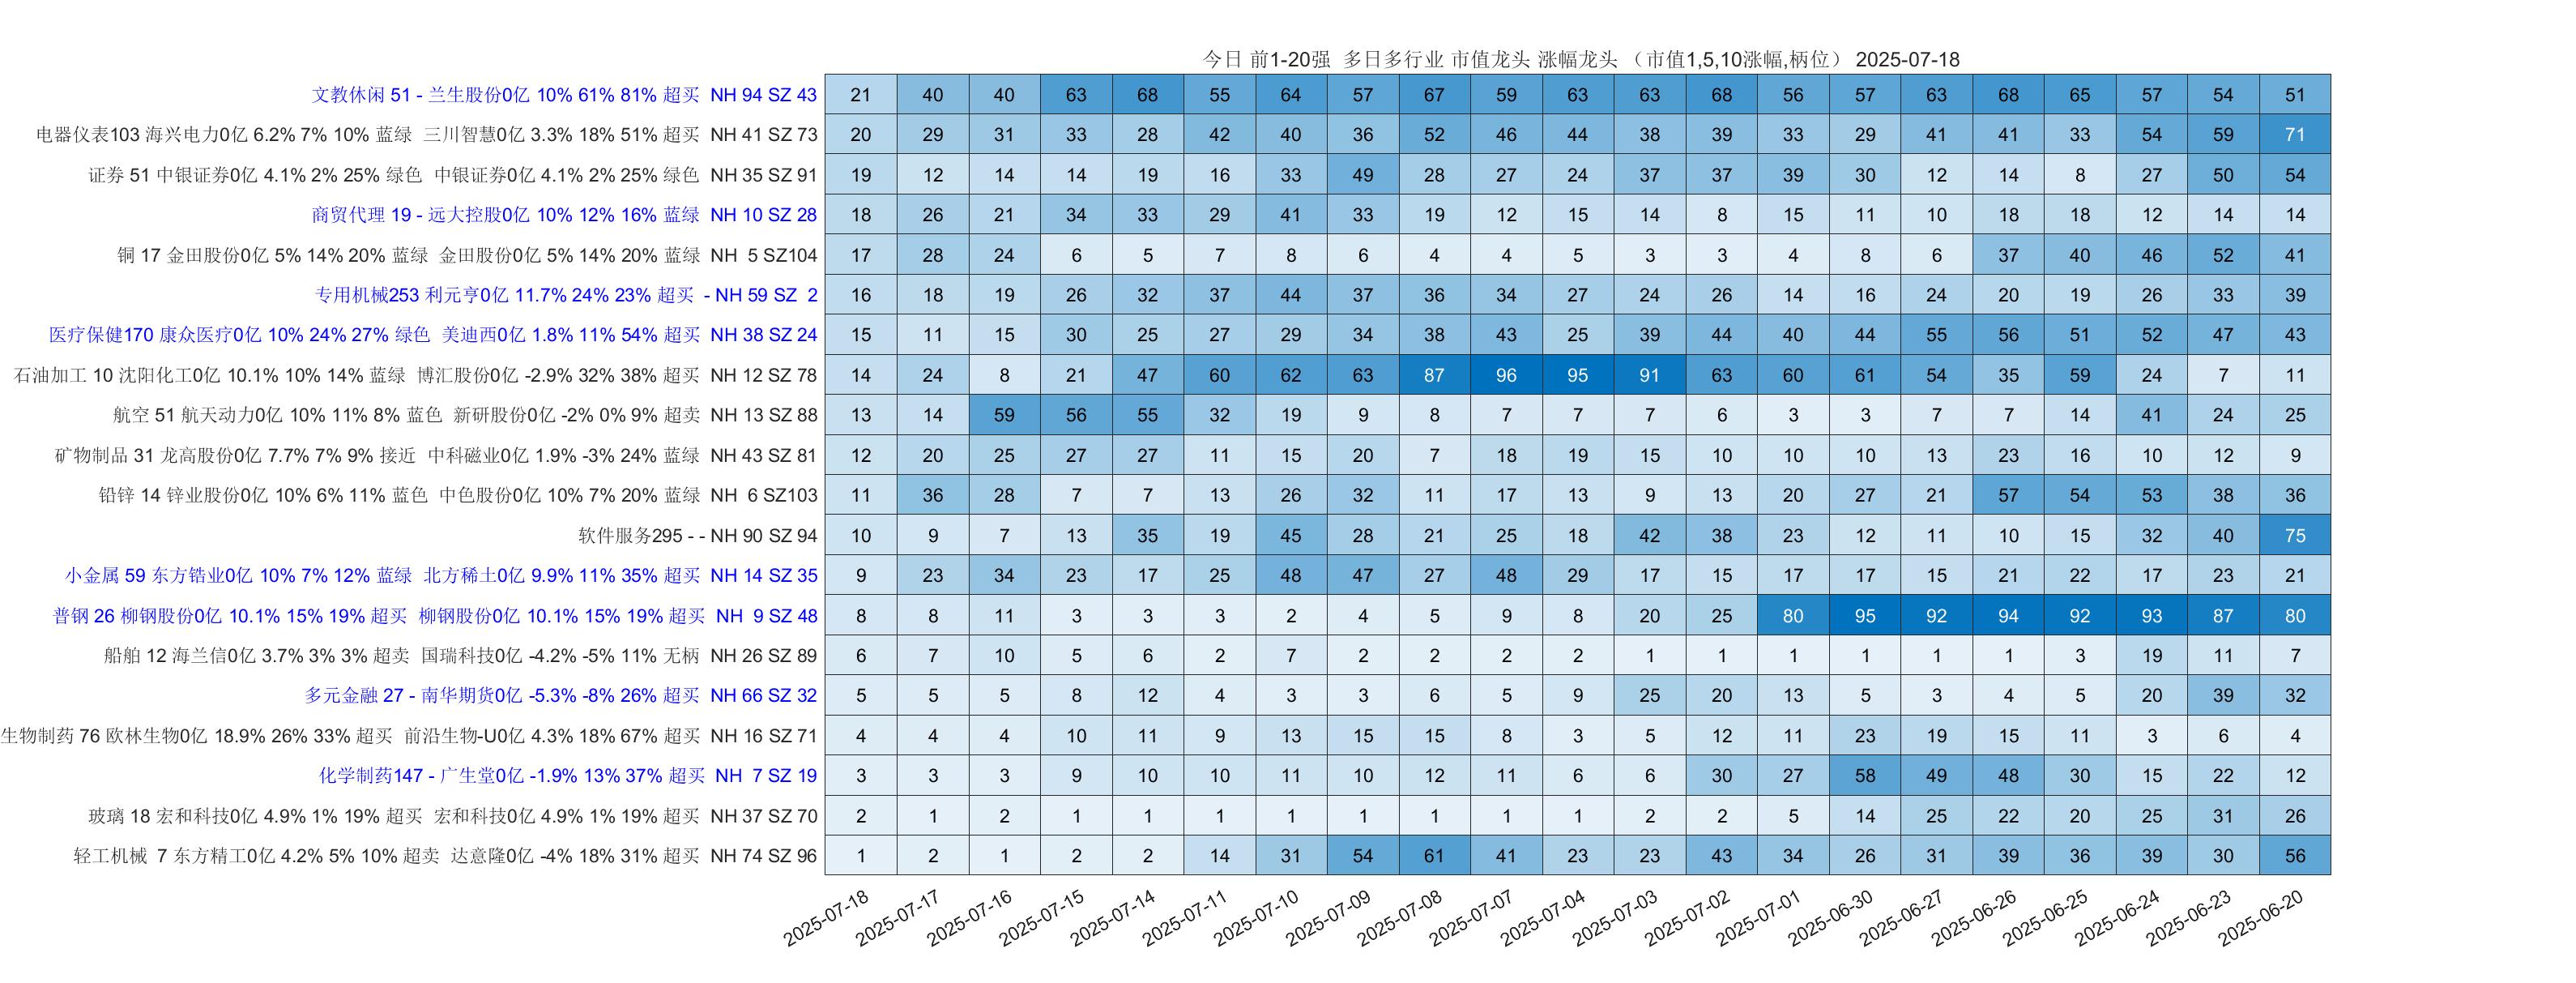 今日 前1-20强 多日多行业 市值龙头 涨幅龙头 （市值1,5,10涨幅,柄位） 2025-07-18
文教休闲 51 - 兰生股份0亿 10% 61% 81% 超买 NH 94 SZ 43 21 40 40 63 68 55 64 57 67 59 63 63 68 56 57 63 68 65 57 54 51
电器仪表103 海兴电力0亿 6.2% 7% 10% 蓝绿 三川智慧0亿 3.3% 18% 51% 超买 NH 41 SZ 73 20 29 31 33 28 42 40 36 52 46 44 38 39 33 29 41 41 33 54 59 71
证券 51 中银证券0亿 4.1% 2% 25% 绿色 中银证券0亿 4.1% 2% 25% 绿色 NH 35 SZ 91 19 12 14 14 19 16 33 49 28 27 24 37 37 39 30 12 14 8 27 50 54
商贸代理 19 - 远大控股0亿 10% 12% 16% 蓝绿 NH 10 SZ 28 18 26 21 34 33 29 41 33 19 12 15 14 8 15 11 10 18 18 12 14 14
铜 17 金田股份0亿 5% 14% 20% 蓝绿 金田股份0亿 5% 14% 20% 蓝绿 NH 5 SZ104 17 28 24 6 5 7 8 6 4 4 5 3 3 4 8 6 37 40 46 52 41
专用机械253 利元亨0亿 11.7% 24% 23% 超买 - NH 59 SZ 2 16 18 19 26 32 37 44 37 36 34 27 24 26 14 16 24 20 19 26 33 39
医疗保健170 康众医疗0亿 10% 24% 27% 绿色 美迪西0亿 1.8% 11% 54% 超买 NH 38 SZ 24 15 11 15 30 25 27 29 34 38 43 25 39 44 40 44 55 56 51 52 47 43
石油加工 10 沈阳化工0亿 10.1% 10% 14% 蓝绿 博汇股份0亿 -2.9% 32% 38% 超买 NH 12 SZ 78 14 24 8 21 47 60 62 63 87 96 95 91 63 60 61 54 35 59 24 7 11
航空 51 航天动力0亿 10% 11% 8% 蓝色 新研股份0亿 -2% 0% 9% 超卖 NH 13 SZ 88 13 14 59 56 55 32 19 9 8 7 7 7 6 3 3 7 7 14 41 24 25
矿物制品 31 龙高股份0亿 7.7% 7% 9% 接近 中科磁业0亿 1.9% -3% 24% 蓝绿 NH 43 SZ 81 12 20 25 27 27 11 15 20 7 18 19 15 10 10 10 13 23 16 10 12 9
铅锌 14 锌业股份0亿 10% 6% 11% 蓝色 中色股份0亿 10% 7% 20% 蓝绿 NH 6 SZ103 11 36 28 7 7 13 26 32 11 17 13 9 13 20 27 21 57 54 53 38 36
软件服务295 - - NH 90 SZ 94 10 9 7 13 35 19 45 28 21 25 18 42 38 23 12 11 10 15 32 40 75
小金属 59 东方锆业0亿 10% 7% 12% 蓝绿 北方稀土0亿 9.9% 11% 35% 超买 NH 14 SZ 35 9 23 34 23 17 25 48 47 27 48 29 17 15 17 17 15 21 22 17 23 21
普钢 26 柳钢股份0亿 10.1% 15% 19% 超买 柳钢股份0亿 10.1% 15% 19% 超买 NH 9 SZ 48 8 8 11 3 3 3 2 4 5 9 8 20 25 80 95 92 94 92 93 87 80
船舶 12 海兰信0亿 3.7% 3% 3% 超卖 国瑞科技0亿 -4.2% -5% 11% 无柄 NH 26 SZ 89 6 7 10 5 6 2 7 2 2 2 2 1 1 1 1 1 1 3 19 11 7
多元金融 27 - 南华期货0亿 -5.3% -8% 26% 超买 NH 66 SZ 32 5 5 5 8 12 4 3 3 6 5 9 25 20 13 5 3 4 5 20 39 32
生物制药 76 欧林生物0亿 18.9% 26% 33% 超买 前沿生物-U0亿 4.3% 18% 67% 超买 NH 16 SZ 71 4 4 4 10 11 9 13 15 15 8 3 5 12 11 23 19 15 11 3 6 4
化学制药147 - 广生堂0亿 -1.9% 13% 37% 超买 NH 7 SZ 19 3 3 3 9 10 10 11 10 12 11 6 6 30 27 58 49 48 30 15 22 12
玻璃 18 宏和科技0亿 4.9% 1% 19% 超买 宏和科技0亿 4.9% 1% 19% 超买 NH 37 SZ 70 2 1 2 1 1 1 1 1 1 1 1 2 2 5 14 25 22 20 25 31 26
轻工机械 7 东方精工0亿 4.2% 5% 10% 超卖 达意隆0亿 -4% 18% 31% 超买 NH 74 SZ 96 1 2 1 2 2 14 31 54 61 41 23 23 43 34 26 31 39 36 39 30 56
2025-07-18 2025-07-17 2025-07-16 2025-07-15 2025-07-14 2025-07-11 2025-07-10 2025-07-09 2025-07-08 2025-07-07 2025-07-04 2025-07-03 2025-07-02 2025-07-01 2025-06-30 2025-06-27 2025-06-26 2025-06-25 2025-06-24 2025-06-23 2025-06-20